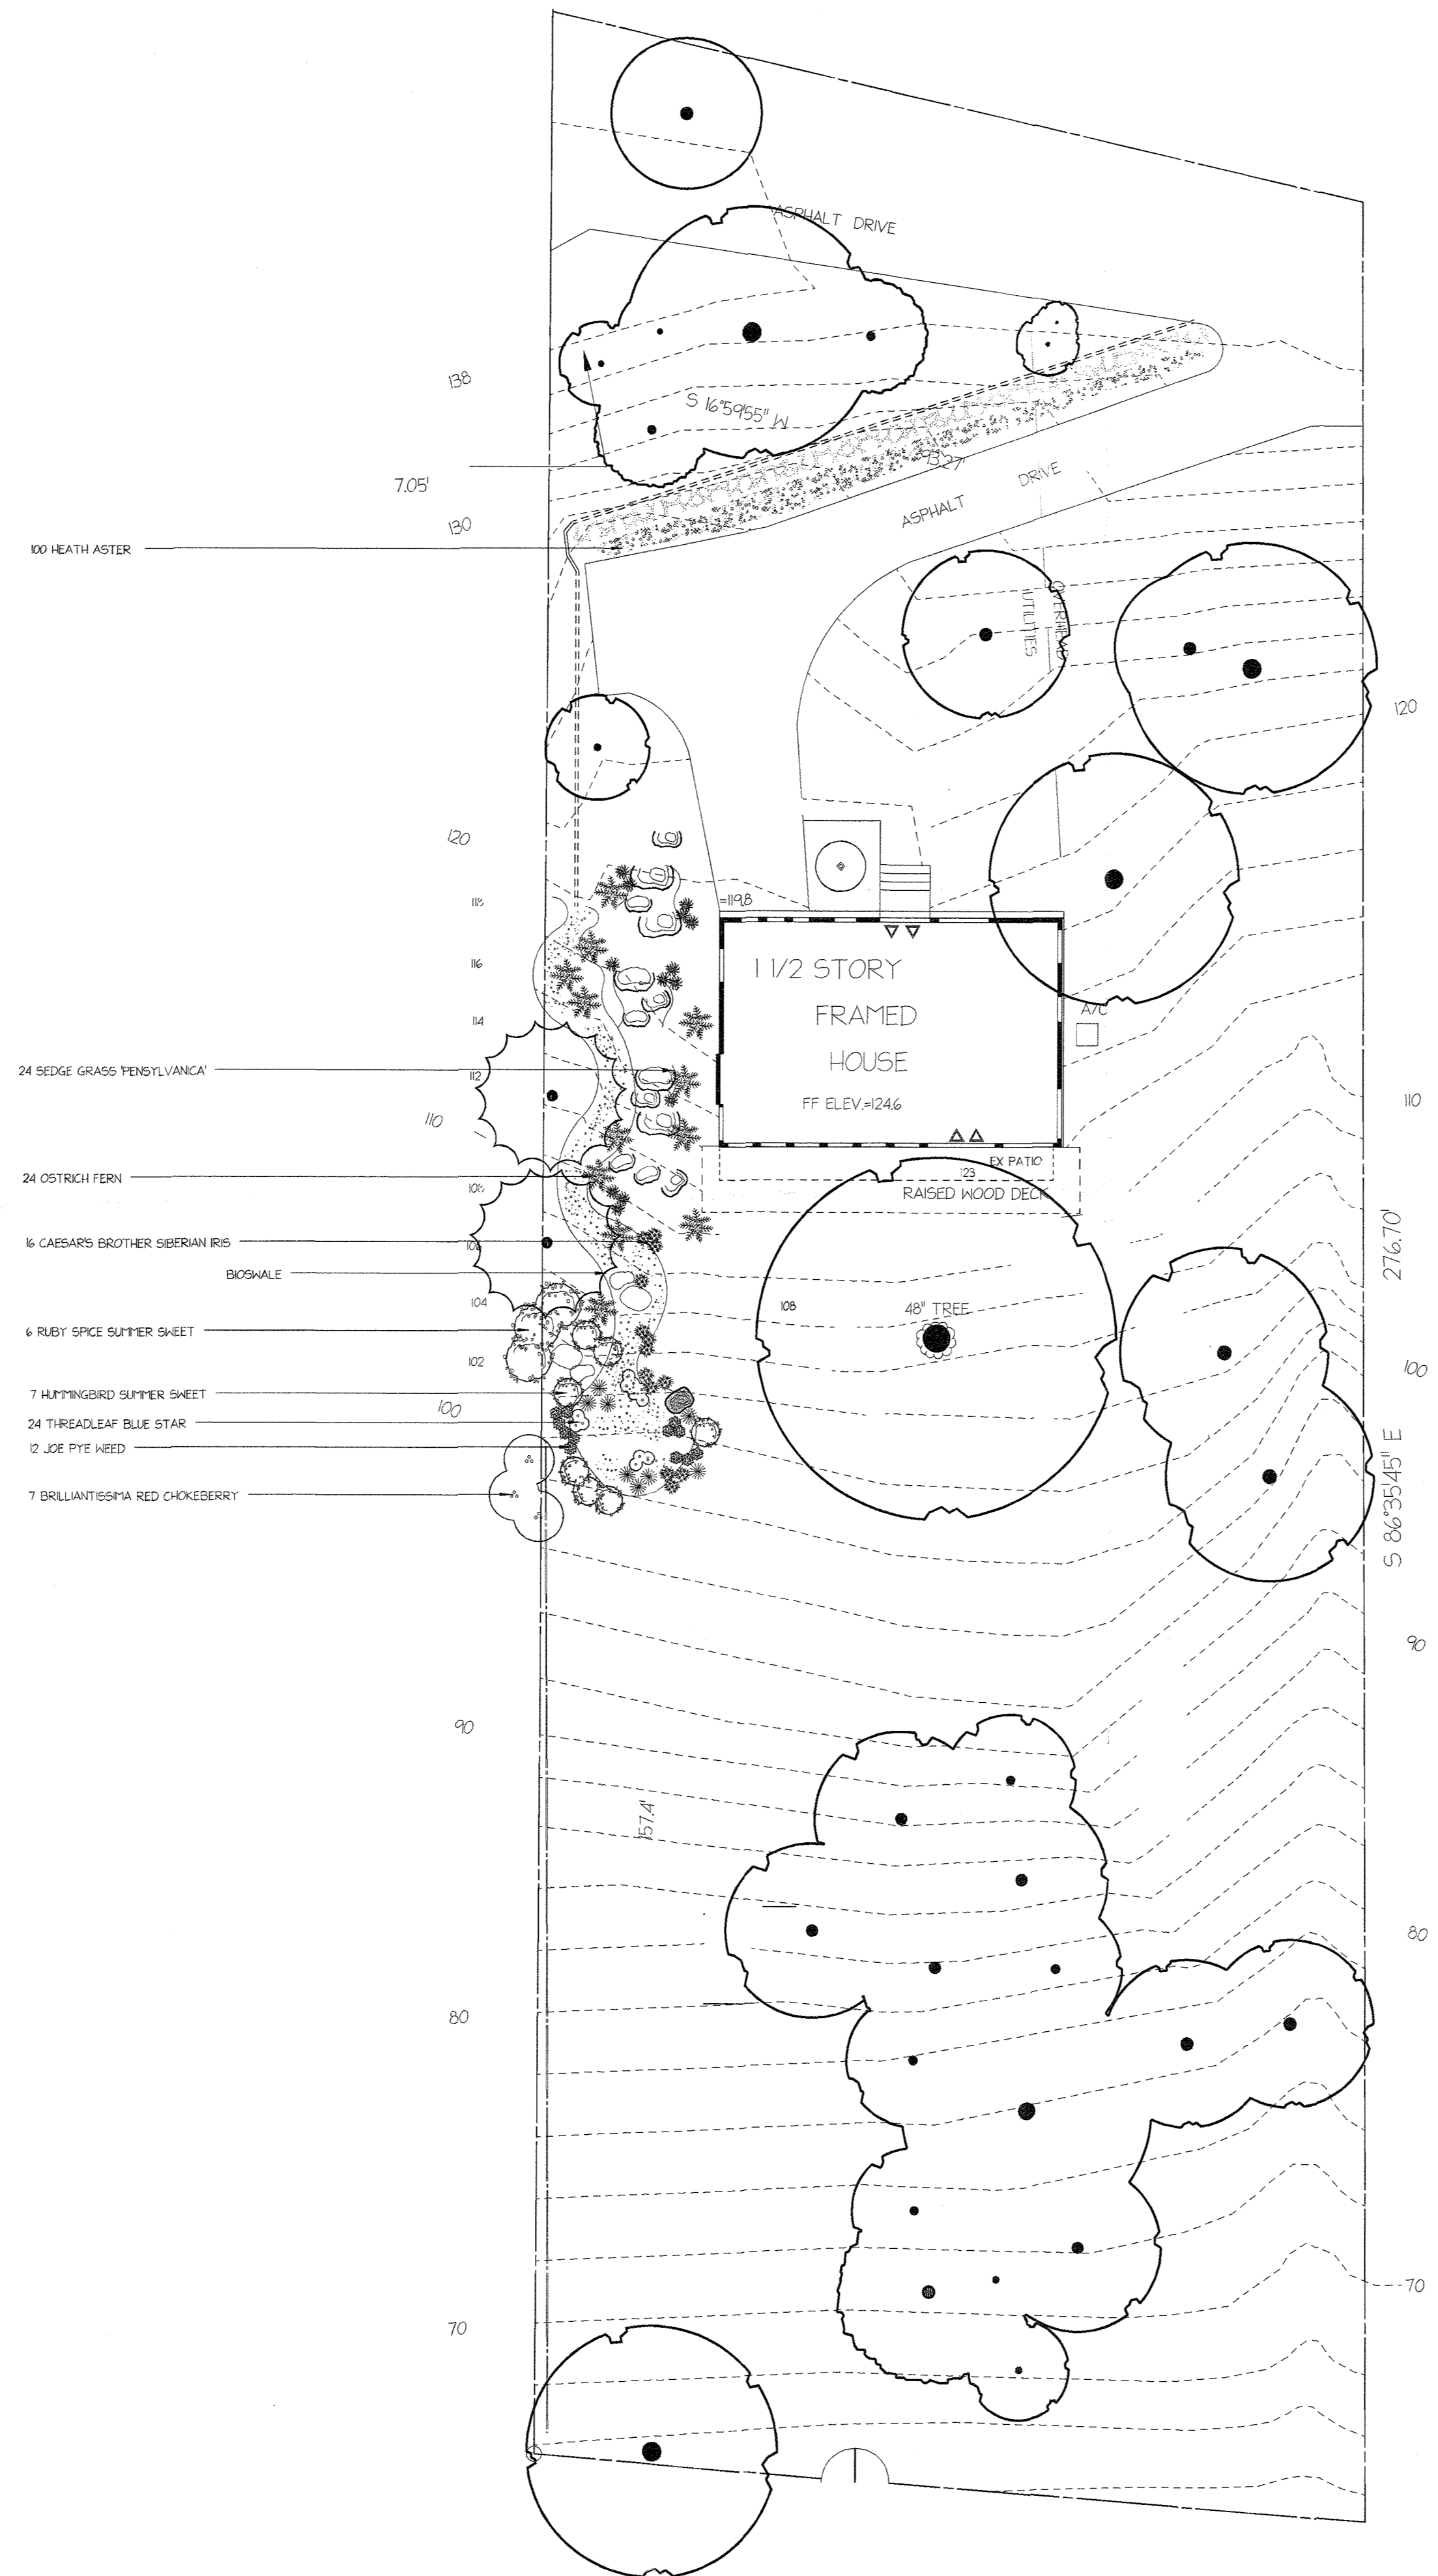 ASPHALT DRIVE
138
S 16°59'55" W
93.27'
7.05'
ASPHALT DRIVE
130
100 HEATH ASTER
OVERHEAD
UTILITIES
120
120
118
=119.8
116
1 1/2 STORY
FRAMED
HOUSE
FF ELEV.=124.6
A/C
114
24 SEDGE GRASS 'PENSYLVANICA'
112
110
110
EX PATIO
123
RAISED WOOD DECK
24 OSTRICH FERN
108
16 CAESAR'S BROTHER SIBERIAN IRIS
106
BIOSWALE
276.70'
104
108
48" TREE
6 RUBY SPICE SUMMER SWEET
102
100
7 HUMMINGBIRD SUMMER SWEET
100
24 THREADLEAF BLUE STAR
12 JOE PYE WEED
7 BRILLIANTISSIMA RED CHOKEBERRY
S 86°35'45" E
90
90
157.4'
80
80
70
70